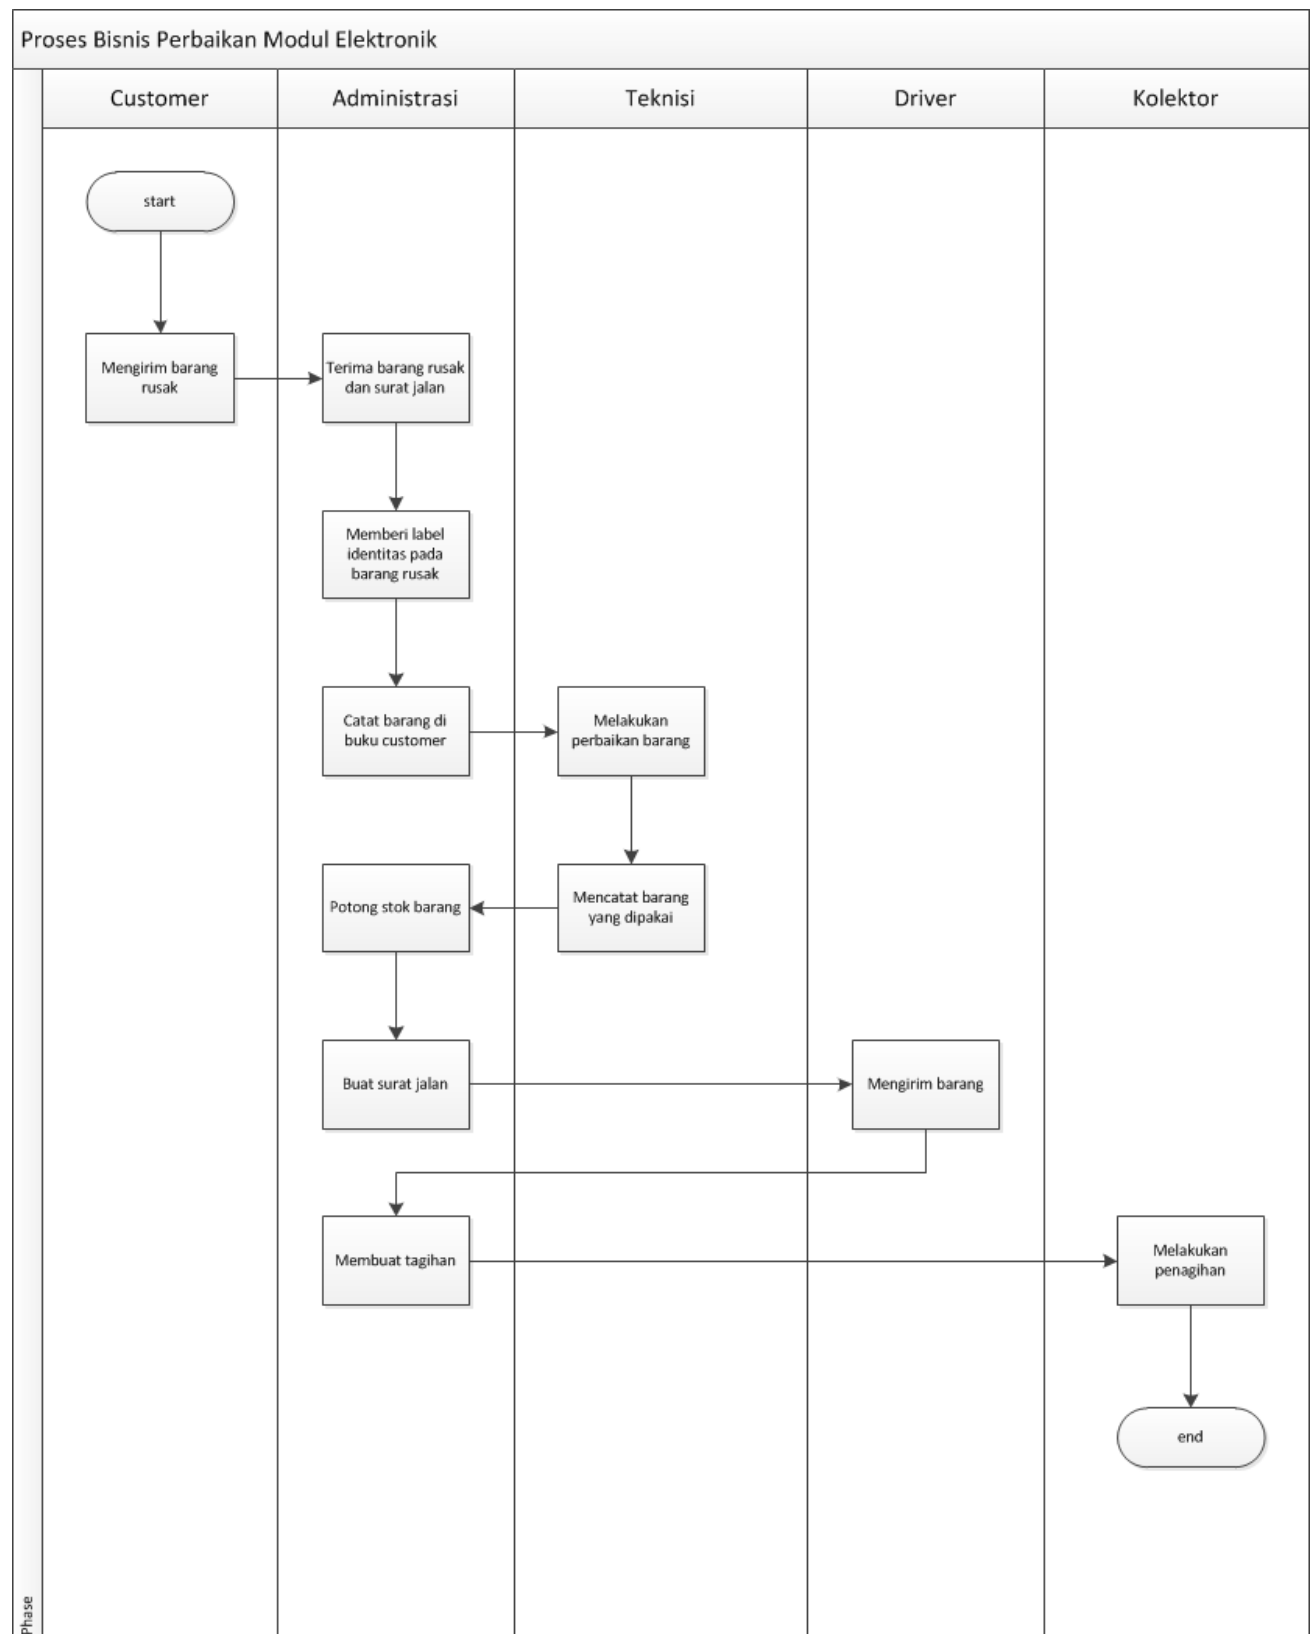 Proses Bisnis Perbaikan Modul Elektronik
Customer
Administrasi
Teknisi
Driver
Kolektor
start
Mengirim barang
rusak
Terima barang rusak
dan surat jalan
Memberi label
identitas pada
barang rusak
Catat barang di
buku customer
Melakukan
perbaikan barang
Potong stok barang
Mencatat barang
yang dipakai
Buat surat jalan
Mengirim barang
Membuat tagihan
Melakukan
penagihan
end
Phase